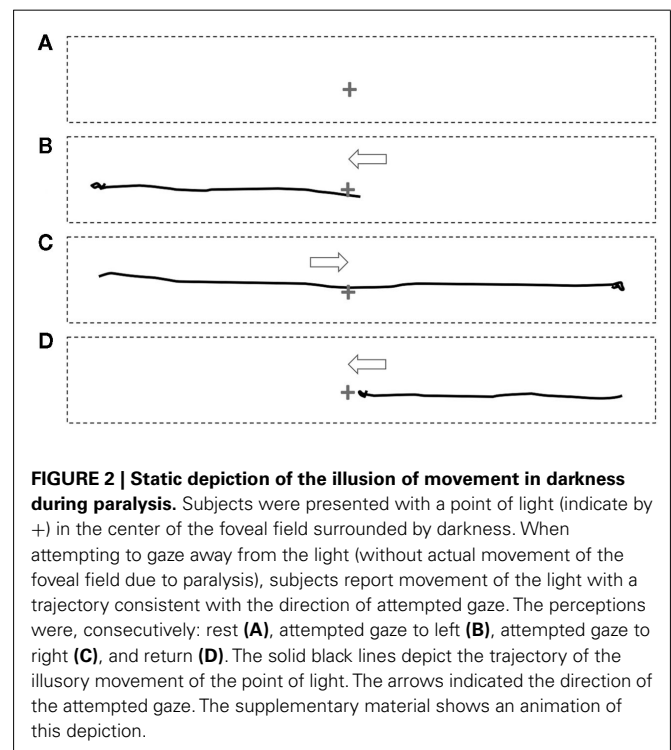 A
B
C
D
FIGURE 2 | Static depiction of the illusion of movement in darkness
during paralysis. Subjects were presented with a point of light (indicate by
+) in the center of the foveal field surrounded by darkness. When
attempting to gaze away from the light (without actual movement of the
foveal field due to paralysis), subjects report movement of the light with a
trajectory consistent with the direction of attempted gaze. The perceptions
were, consecutively: rest (A), attempted gaze to left (B), attempted gaze to
right (C), and return (D). The solid black lines depict the trajectory of the
illusory movement of the point of light. The arrows indicated the direction of
the attempted gaze. The supplementary material shows an animation of
this depiction.